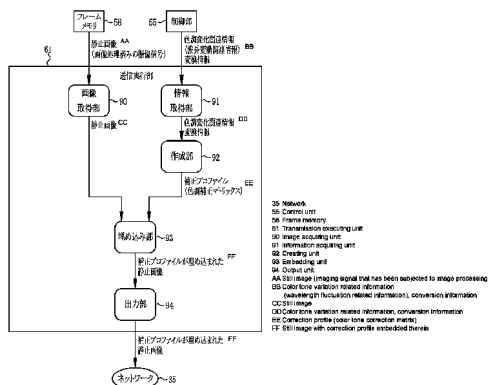 フレーム
メモリ
56
制御部
55
静止画像 AA
(画像処理済みの撮像信号)
色調変化関連情報 BB
(波長変動関連情報)
変換情報
61
送信実行部
画像
取得部
90
情報
取得部
91
静止画像 CC
色調変化関連情報 DD
変換情報
作成部
92
補正プロファイル EE
(色調補正マトリックス)
埋め込み部
93
補正プロファイルが埋め込まれた FF
静止画像
出力部
94
補正プロファイルが埋め込まれた FF
静止画像
ネットワーク
35
35 Network
55 Control unit
56 Frame memory
61 Transmission executing unit
90 Image acquiring unit
91 Information acquiring unit
92 Creating unit
93 Embedding unit
94 Output unit
AA Still image (imaging signal that has been subjected to image processing
BB Color tone variation related information
(wavelength fluctuation related information), conversion information
CC Still image
DD Color tone variation related information, conversion information
EE Correction profile (color tone correction matrix)
FF Still image with correction profile embedded therein